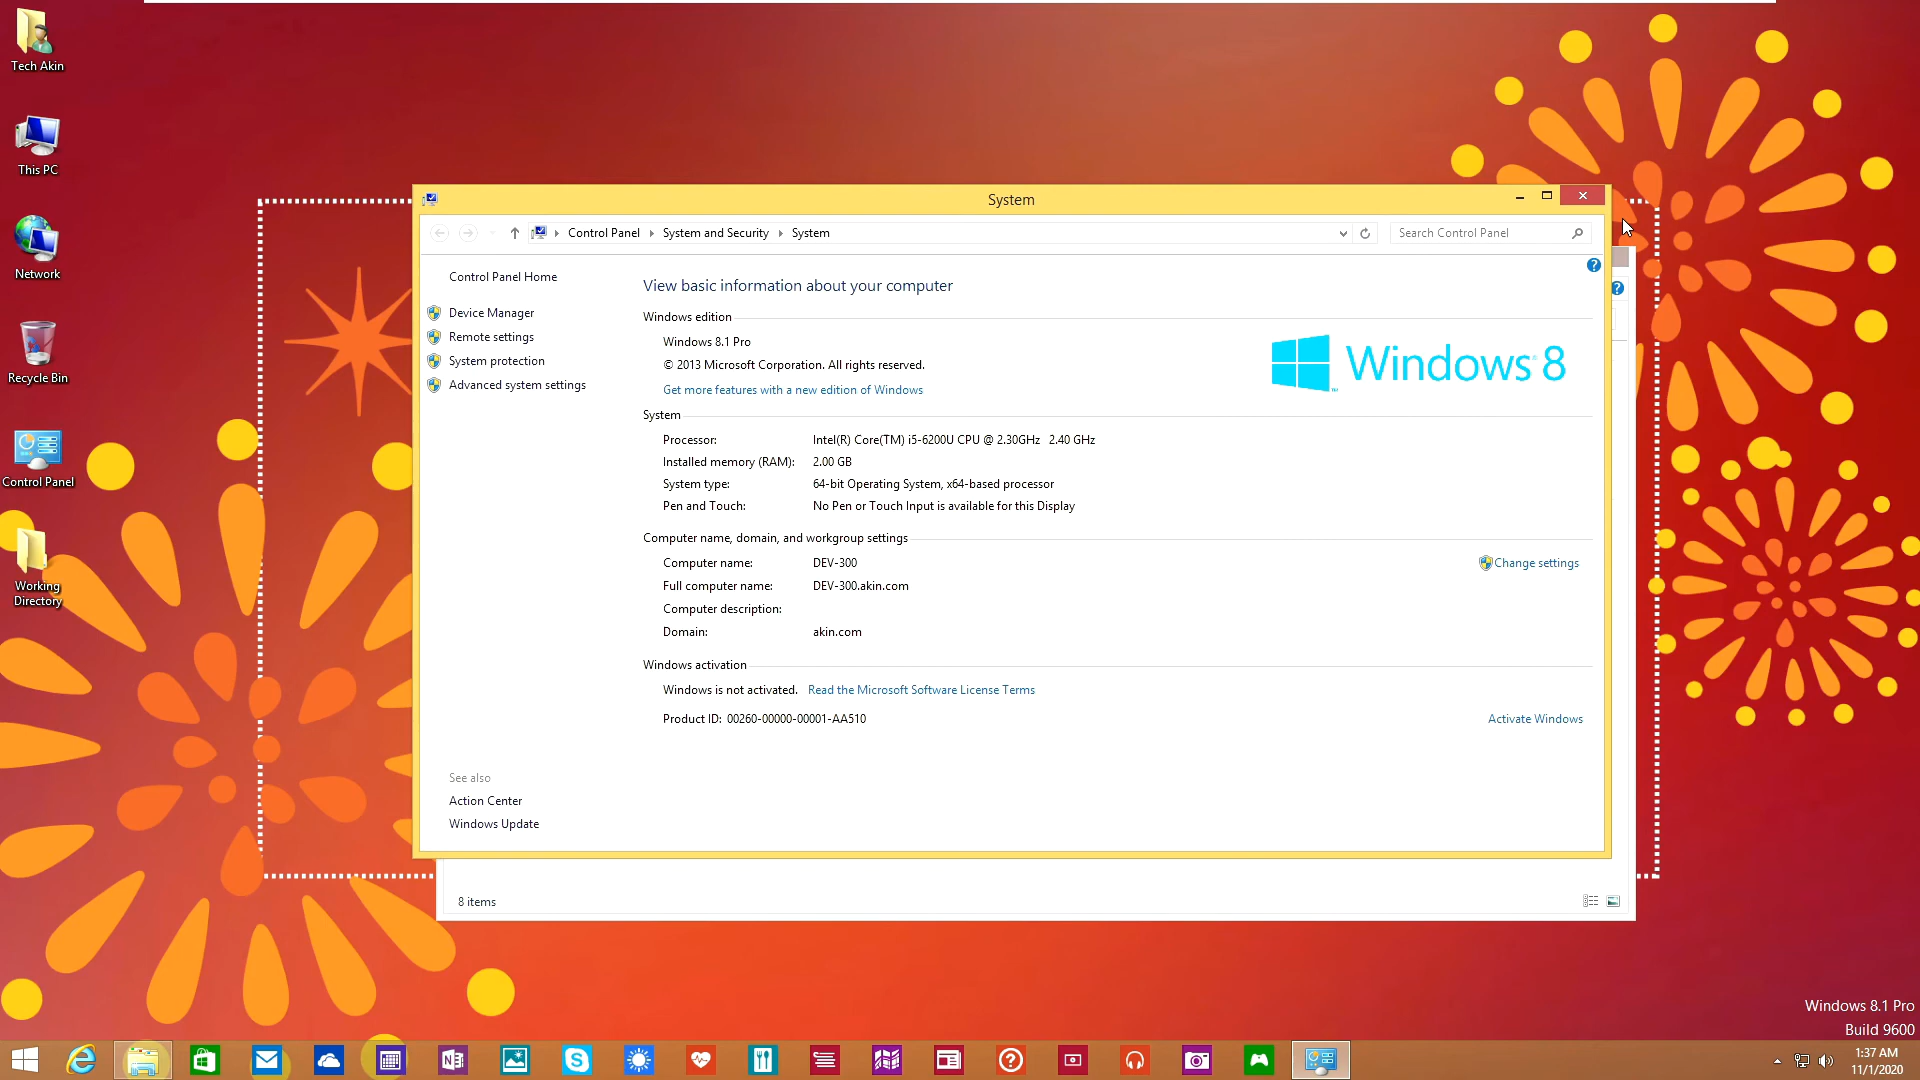 Tech Akin
This PC
Network
Recycle Bin
Control Panel
Working
Directory
System
Control Panel
System and Security
System
Search Control Panel
Control Panel Home
Device Manager
Remote settings
System protection
Advanced system settings
View basic information about your computer
Windows edition
Windows 8.1 Pro
© 2013 Microsoft Corporation. All rights reserved.
Get more features with a new edition of Windows
Windows 8
System
Processor: Intel(R) Core(TM) i5-6200U CPU @ 2.30GHz 2.40 GHz
Installed memory (RAM): 2.00 GB
System type: 64-bit Operating System, x64-based processor
Pen and Touch: No Pen or Touch Input is available for this Display
Computer name, domain, and workgroup settings
Computer name: DEV-300 Change settings
Full computer name: DEV-300.akin.com
Computer description:
Domain: akin.com
Windows activation
Windows is not activated. Read the Microsoft Software License Terms
Product ID: 00260-00000-00001-AA510 Activate Windows
See also
Action Center
Windows Update
8 items
Windows 8.1 Pro
Build 9600
1:37 AM
11/1/2020